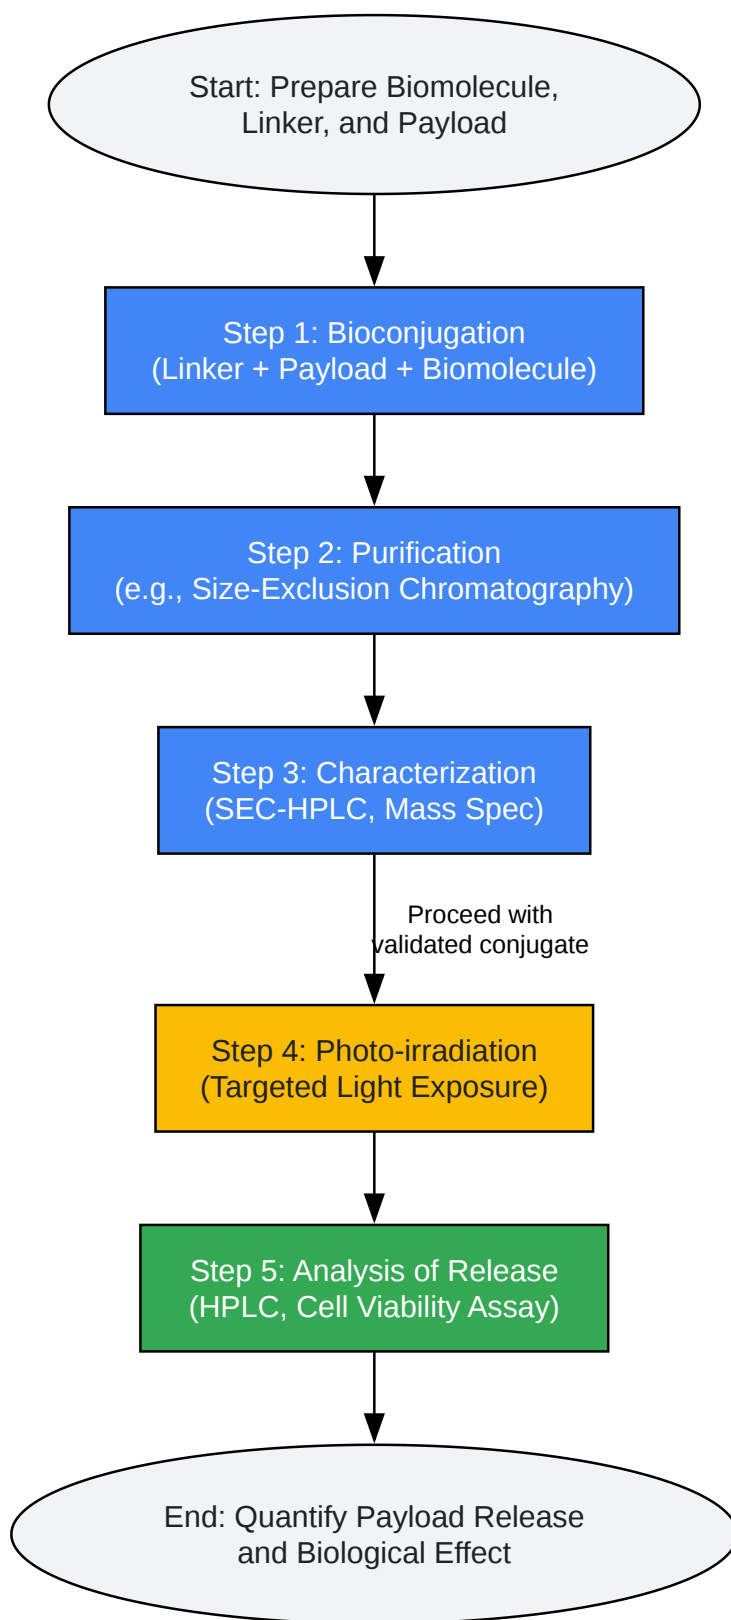 Start: Prepare Biomolecule,
Linker, and Payload
Step 1: Bioconjugation
(Linker + Payload + Biomolecule)
Step 2: Purification
(e.g., Size-Exclusion Chromatography)
Step 3: Characterization
(SEC-HPLC, Mass Spec)
Proceed with
validated conjugate
Step 4: Photo-irradiation
(Targeted Light Exposure)
Step 5: Analysis of Release
(HPLC, Cell Viability Assay)
End: Quantify Payload Release
and Biological Effect